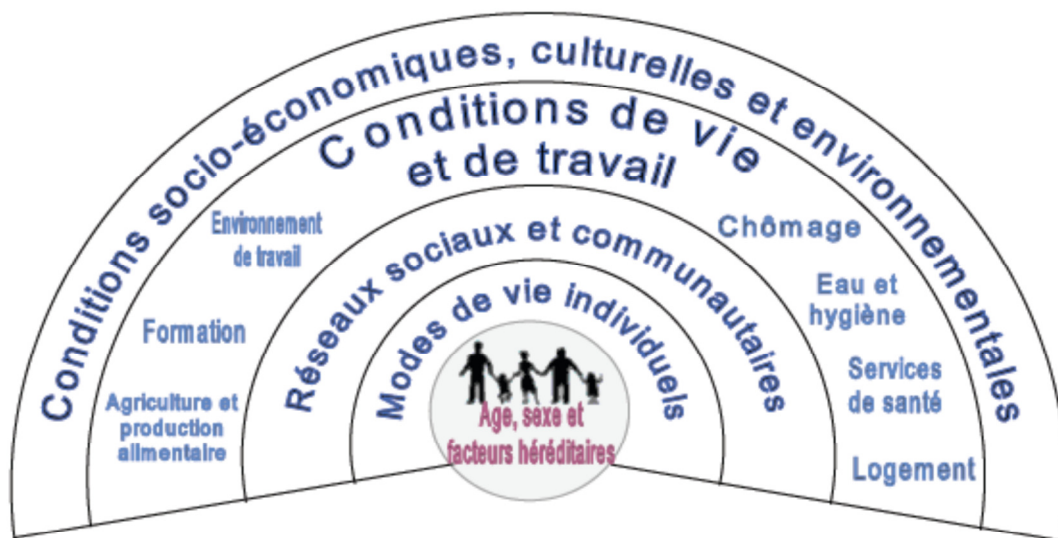 Conditions socio-économiques, culturelles et environnementales
Conditions de vie
et de travail
Environnement
de travail
Formation
Agriculture et
production
alimentaire
Chômage
Eau et
hygiène
Services
de santé
Logement
Réseaux sociaux et communautaires
Modes de vie individuels
Age, sexe et
facteurs héréditaires